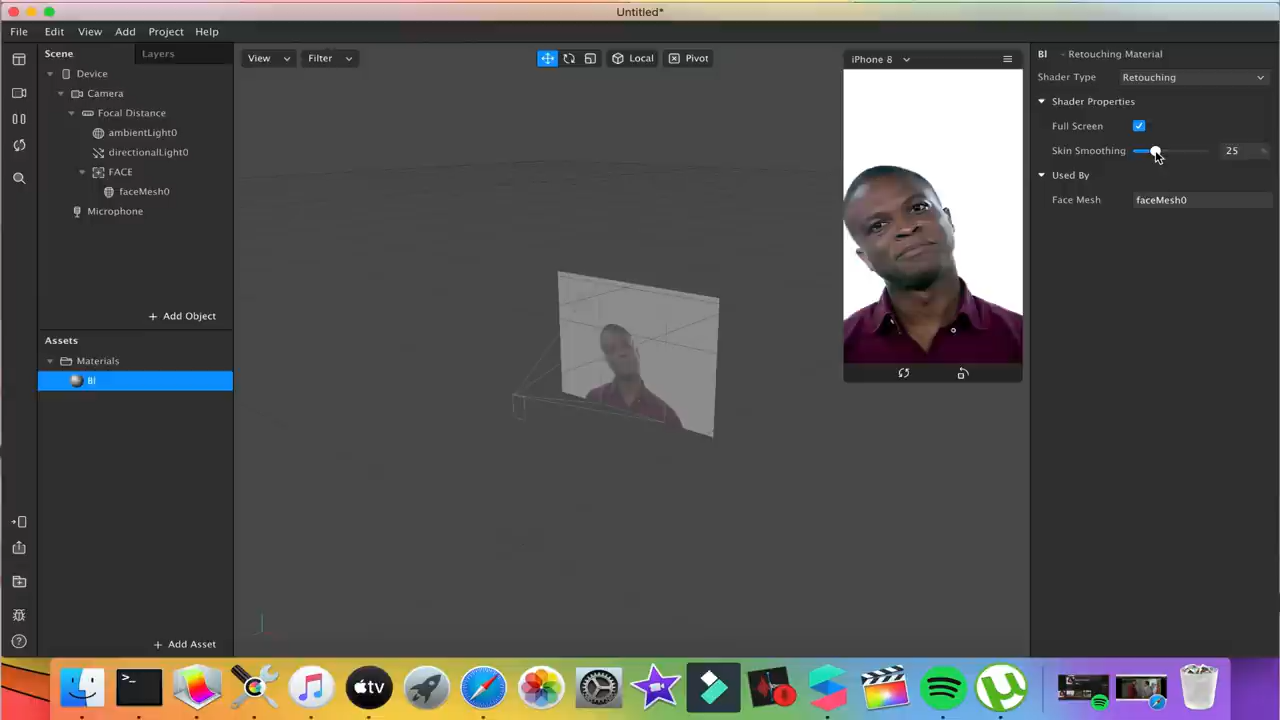 Untitled*
File Edit View Add Project Help
Scene Layers
Device
Camera
Focal Distance
ambientLight0
directionalLight0
FACE
faceMesh0
Microphone
+ Add Object
Assets
Materials
Bl
+ Add Asset
View Filter Local Pivot
iPhone 8
Bl - Retouching Material
Shader Type Retouching
Shader Properties
Full Screen
Skin Smoothing 25 %
Used By
Face Mesh faceMesh0
>_
tv